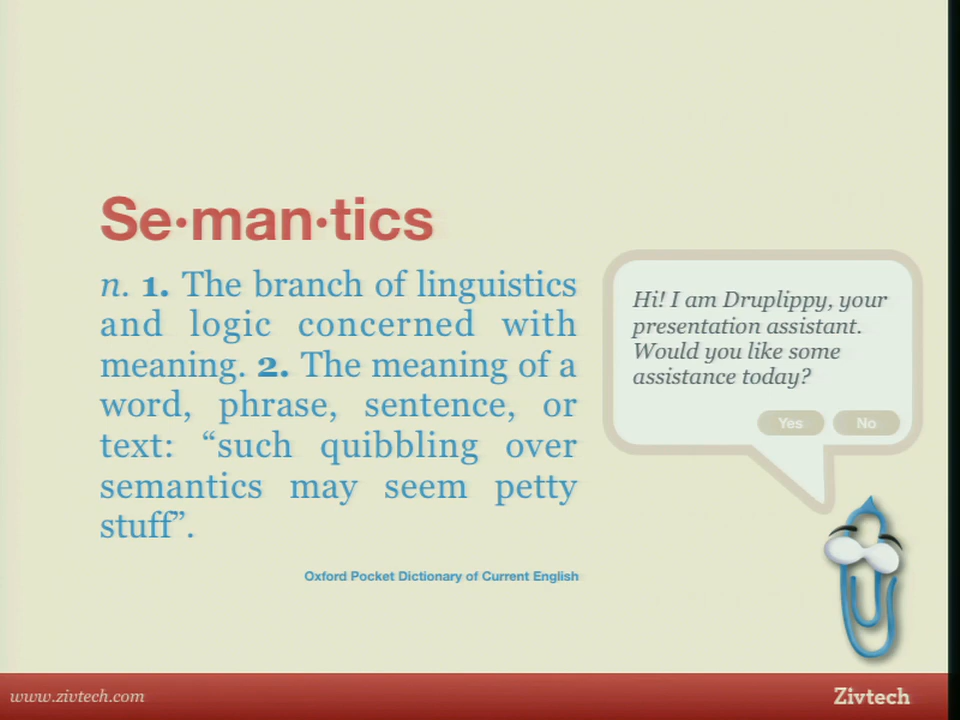 Se·man·tics
n. 1. The branch of linguistics
and logic concerned with
meaning. 2. The meaning of a
word, phrase, sentence, or
text: “such quibbling over
semantics may seem petty
stuff”.
Oxford Pocket Dictionary of Current English
Hi! I am Druplippy, your
presentation assistant.
Would you like some
assistance today?
Yes No
www.zivtech.com
Zivtech